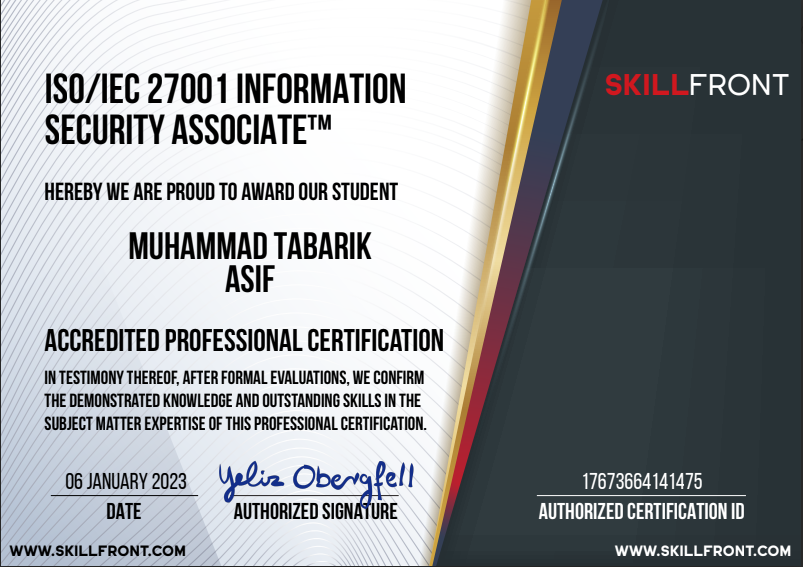 ISO/IEC 27001 INFORMATION
SECURITY ASSOCIATE™
SKILLFRONT
HEREBY WE ARE PROUD TO AWARD OUR STUDENT
MUHAMMAD TABARIK
ASIF
ACCREDITED PROFESSIONAL CERTIFICATION
IN TESTIMONY THEREOF, AFTER FORMAL EVALUATIONS, WE CONFIRM
THE DEMONSTRATED KNOWLEDGE AND OUTSTANDING SKILLS IN THE
SUBJECT MATTER EXPERTISE OF THIS PROFESSIONAL CERTIFICATION.
06 JANUARY 2023
DATE
Yeliz Obergfell
AUTHORIZED SIGNATURE
17673664141475
AUTHORIZED CERTIFICATION ID
WWW.SKILLFRONT.COM
WWW.SKILLFRONT.COM